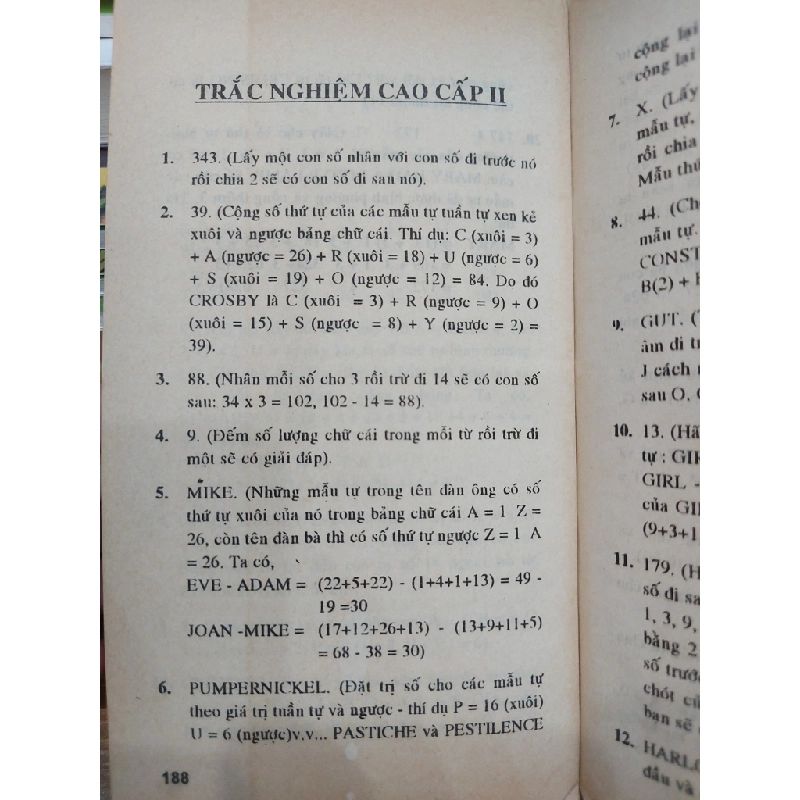 TRẮC NGHIỆM CAO CẤP II
1. 343. (Lấy một con số nhân với con số đi trước nó
rồi chia 2 sẽ có con số đi san nó).
2. 39. (Cộng số thứ tự của các mẫu tự tuần tự xen kẻ
xuôi và ngược bảng chữ cái. Thí dụ: C (xuôi = 3)
+ A (ngược = 26) + R (xuôi = 18) + U (ngược = 6)
+ S (xuôi = 19) + O (ngược = 12) = 84. Do đó
CROSBY là C (xuôi = 3) + R (ngược = 9) + O
(xuôi = 15) + S (ngược = 8) + Y (ngược = 2) =
39).
3. 88. (Nhân mỗi số cho 3 rồi trừ đi 14 sẽ có con số
sau: 34 x 3 = 102, 102 - 14 = 88).
4. 9. (Đếm số lượng chữ cái trong mỗi từ rồi trừ đi
một sẽ có giải đáp).
5. MIKE. (Những mẫu tự trong tên đàn ông có số
thứ tự xuôi của nó trong bảng chữ cái A = 1 Z =
26, còn tên đàn bà thì có số thứ tự ngược Z = 1 A
= 26. Ta có,
EVE - ADAM = (22+5+22) - (1+4+1+13) = 49 -
19 =30
JOAN -MIKE = (17+12+26+13) - (13+9+11+5)
= 68 - 38 = 30)
6. PUMPERNICKEL. (Đặt trị số cho các mẫu tự
theo giá trị tuần tự và ngược - thí dụ P = 16 (xuôi)
U = 6 (ngược)v,v... PASTICHE và PESTILENCE
188
cộng lại
cộng lại
7. X. (Lấy
mẫu tự.
rồi chia
Mẫu thứ
8. 44. (Ch
mẫu tự.
CONST
B(2) +
9. GUT. (
âm đi t
J cách
sau O,
10. 13. (Hã
tự : GIR
GIRL -
của GI
(9+3+1
11. 179. (H
số đi sa
1, 3, 9,
bằng 2
số trướ
chót củ
bạn sẽ
12. HARLO
đầu và